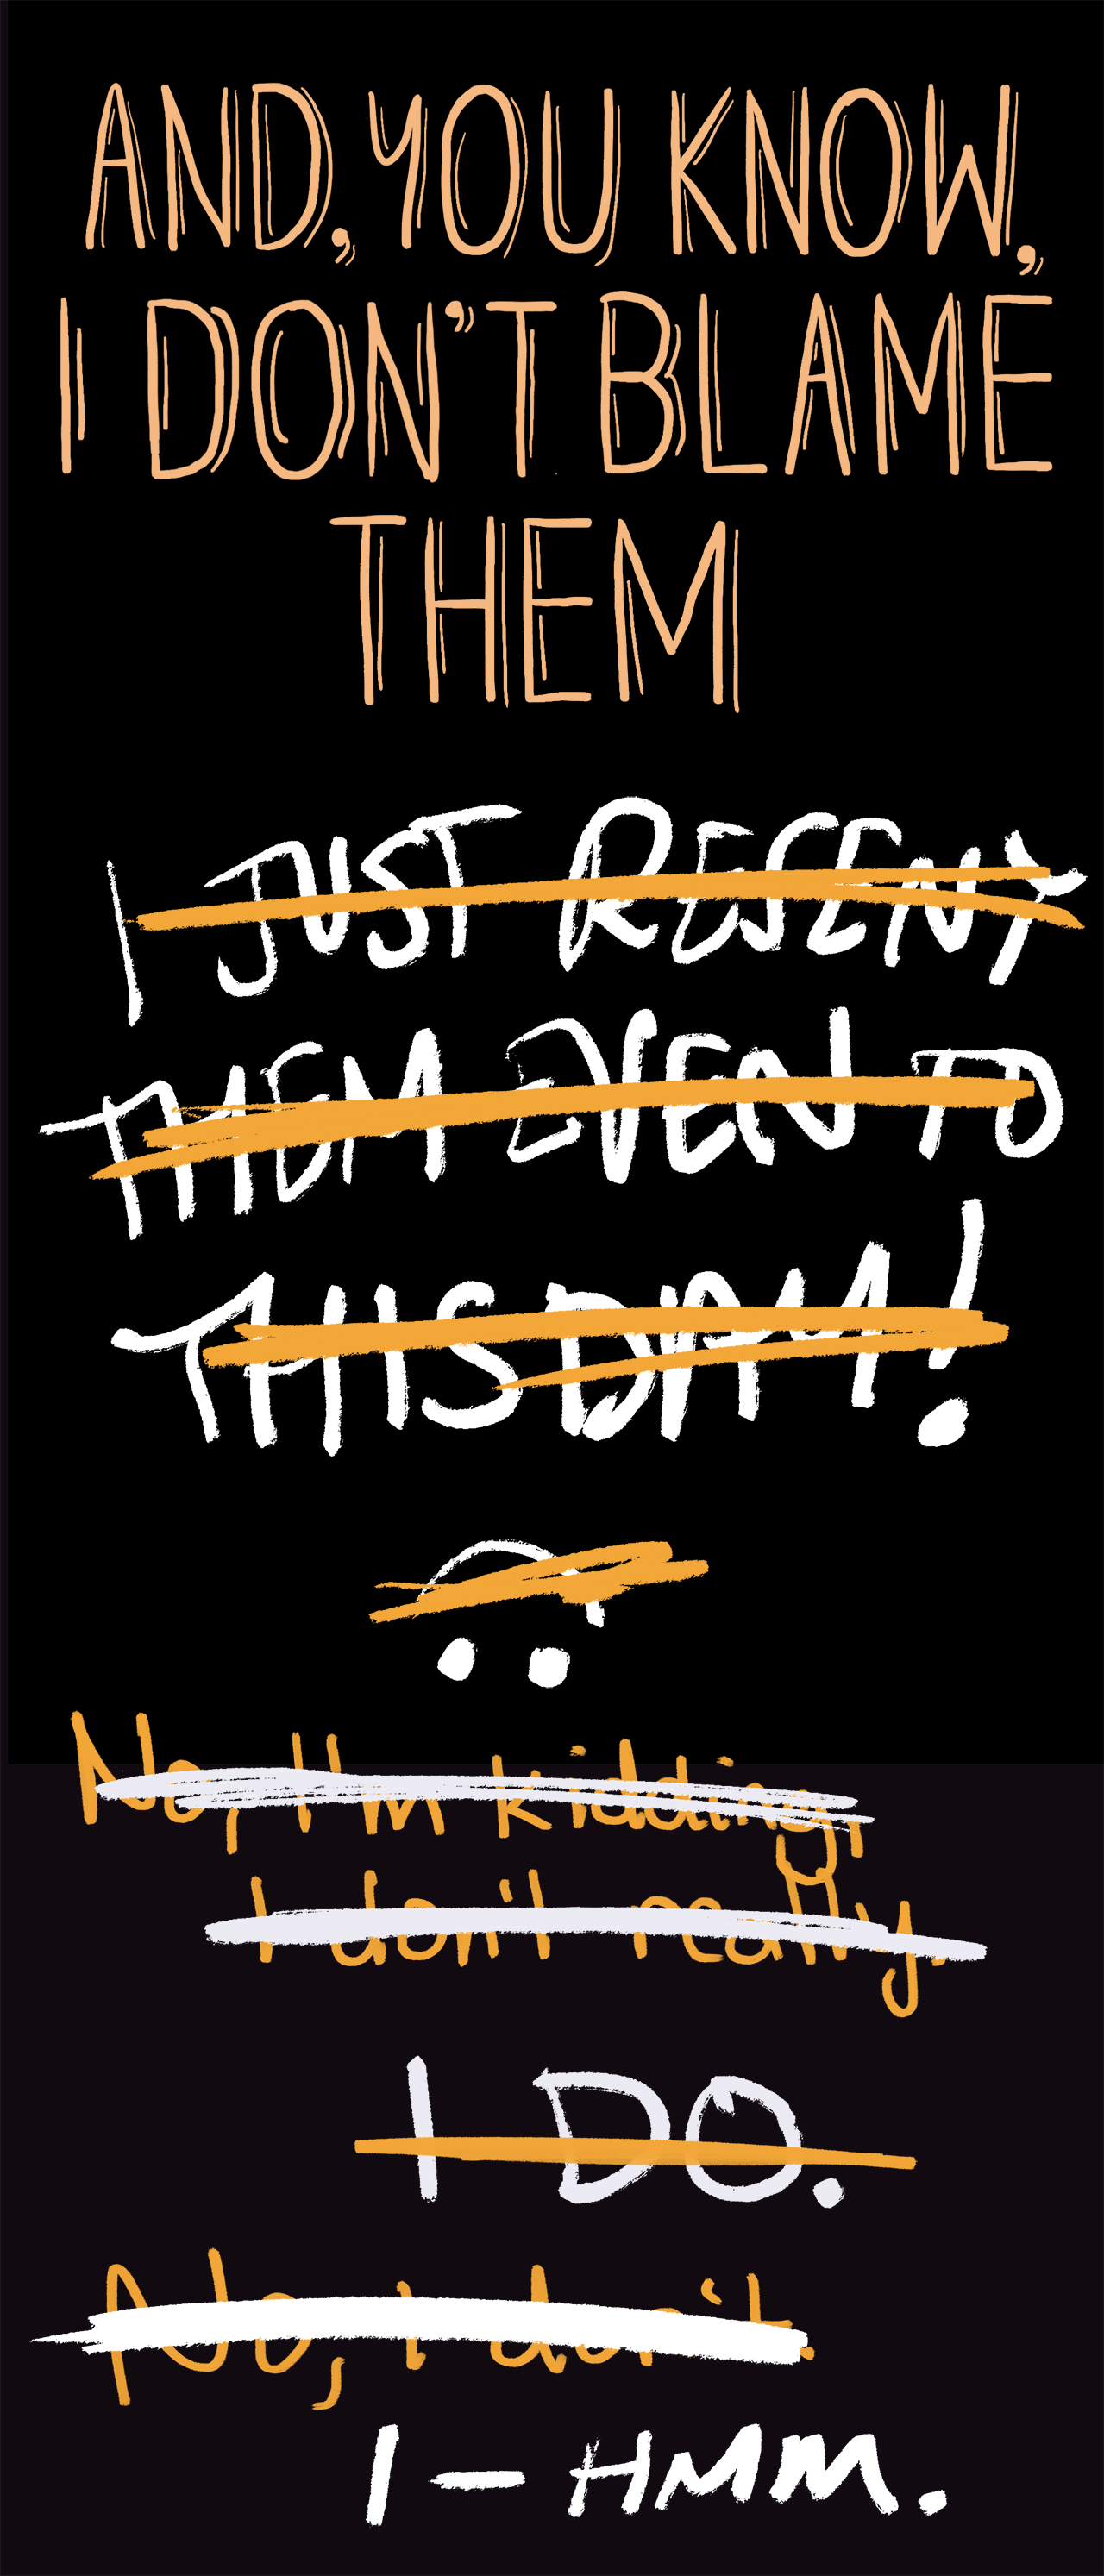 AND, YOU KNOW,
I DON'T BLAME
THEM
I JUST RESENT
THEM EVEN TO
THIS DAY!
No, I'm kidding,
I don't really.
I DO.
No, I don't.
I — HMM.